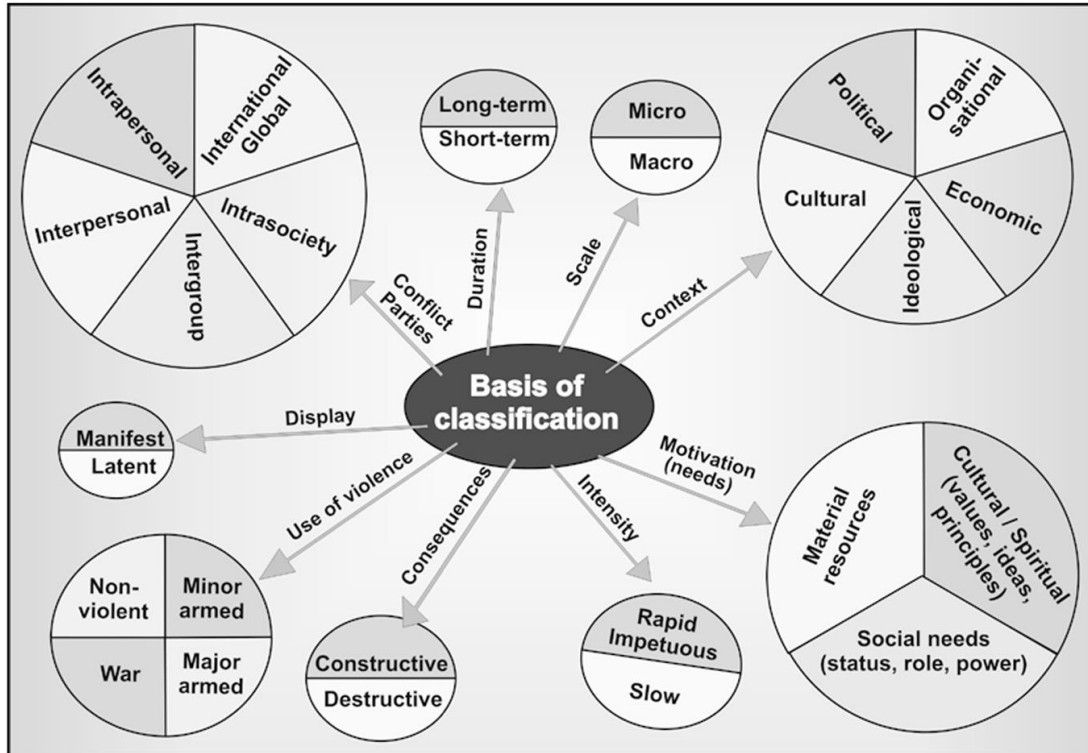 Intrapersonal
International
Global
Interpersonal
Intrasociety
Intergroup
Long-term
Short-term
Micro
Macro
Political
Organi-
sational
Cultural
Economic
Ideological
Conflict
Parties
Duration
Scale
Context
Basis of
classification
Display
Manifest
Latent
Use of violence
Consequences
Intensity
Motivation
(needs)
Non-
violent
Minor
armed
War
Major
armed
Constructive
Destructive
Rapid
Impetuous
Slow
Material
resources
Cultural / Spiritual
(values, ideas,
principles)
Social needs
(status, role, power)